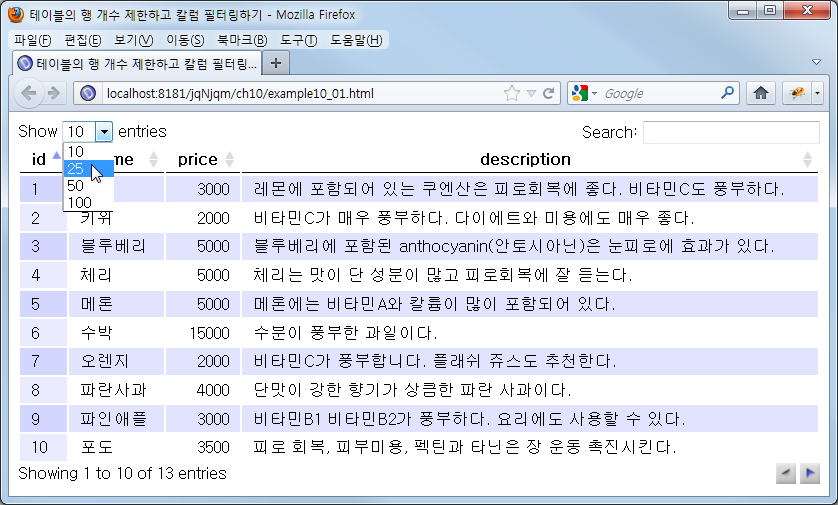 테이블의 행 개수 제한하고 칼럼 필터링하기 - Mozilla Firefox
파일(F) 편집(E) 보기(V) 이동(S) 북마크(B) 도구(T) 도움말(H)
테이블의 행 개수 제한하고 칼럼 필터링...
localhost:8181/jqNjqm/ch10/example10_01.html Google
Show 10 entries Search:
10
25
50
100
id me price description
1 3000 레몬에 포함되어 있는 쿠엔산은 피로회복에 좋다. 비타민C도 풍부하다.
2 키위 2000 비타민C가 매우 풍부하다. 다이에트와 미용에도 매우 좋다.
3 블루베리 5000 블루베리에 포함된 anthocyanin(안토시아닌)은 눈피로에 효과가 있다.
4 체리 5000 체리는 맛이 단 성분이 많고 피로회복에 잘 듣는다.
5 메론 5000 메론에는 비타민A와 칼륨이 많이 포함되어 있다.
6 수박 15000 수분이 풍부한 과일이다.
7 오렌지 2000 비타민C가 풍부합니다. 플래쉬 쥬스도 추천한다.
8 파란사과 4000 단맛이 강한 향기가 상큼한 파란 사과이다.
9 파인애플 3000 비타민B1 비타민B2가 풍부하다. 요리에도 사용할 수 있다.
10 포도 3500 피로 회복, 피부미용, 펙틴과 타닌은 장 운동 촉진시킨다.
Showing 1 to 10 of 13 entries